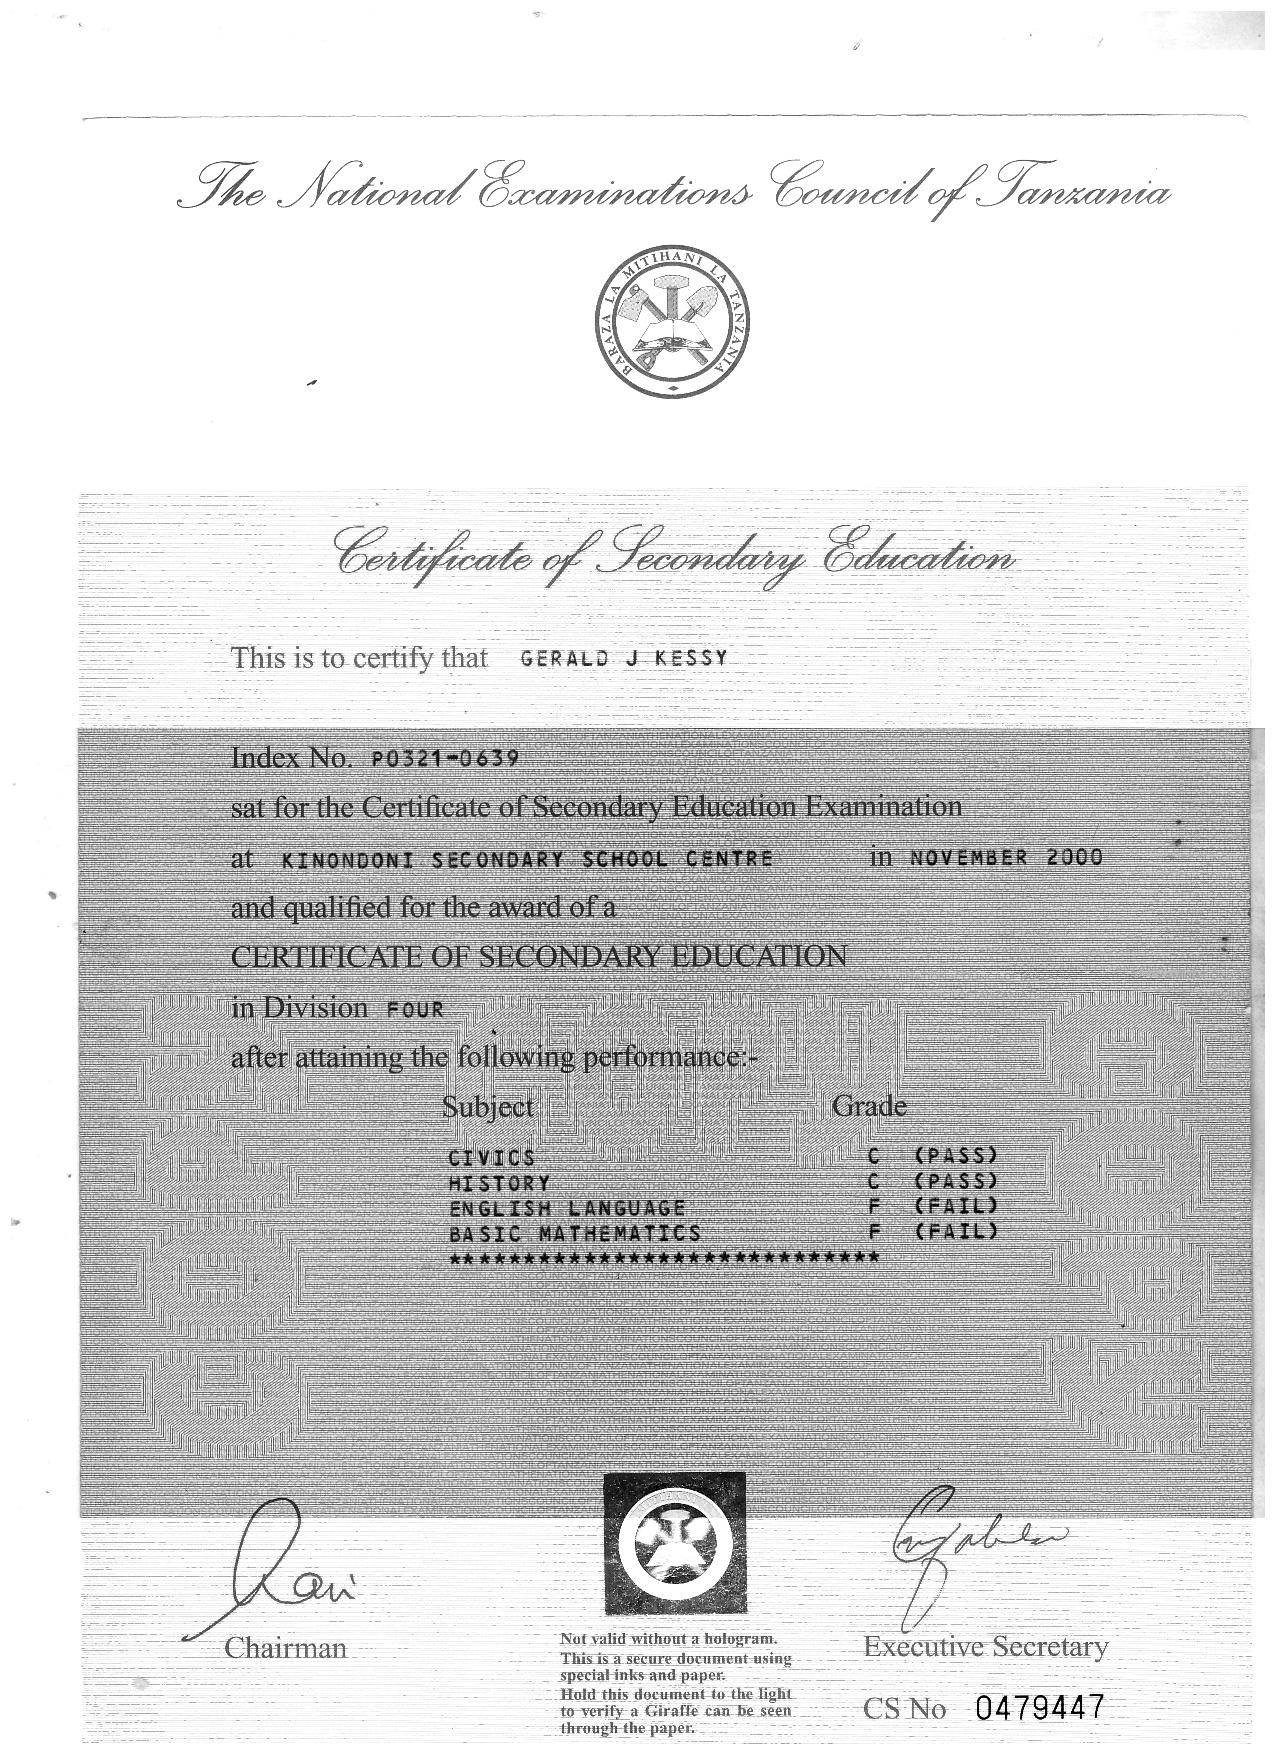 The National Examinations Council of Tanzania
BARAZA LA MITIHANI LA TANZANIA
Certificate of Secondary Education
This is to certify that GERALD J KESSY
Index No. P0321-0639
sat for the Certificate of Secondary Education Examination
at KINONDONI SECONDARY SCHOOL CENTRE in NOVEMBER 2000
and qualified for the award of a
CERTIFICATE OF SECONDARY EDUCATION
in Division FOUR
after attaining the following performance:-
Subject Grade
CIVICS C (PASS)
HISTORY C (PASS)
ENGLISH LANGUAGE F (FAIL)
BASIC MATHEMATICS F (FAIL)
*****************************
Chairman
Not valid without a hologram.
This is a secure document using
special inks and paper.
Hold this document to the light
to verify a Giraffe can be seen
through the paper.
Executive Secretary
CS No 0479447